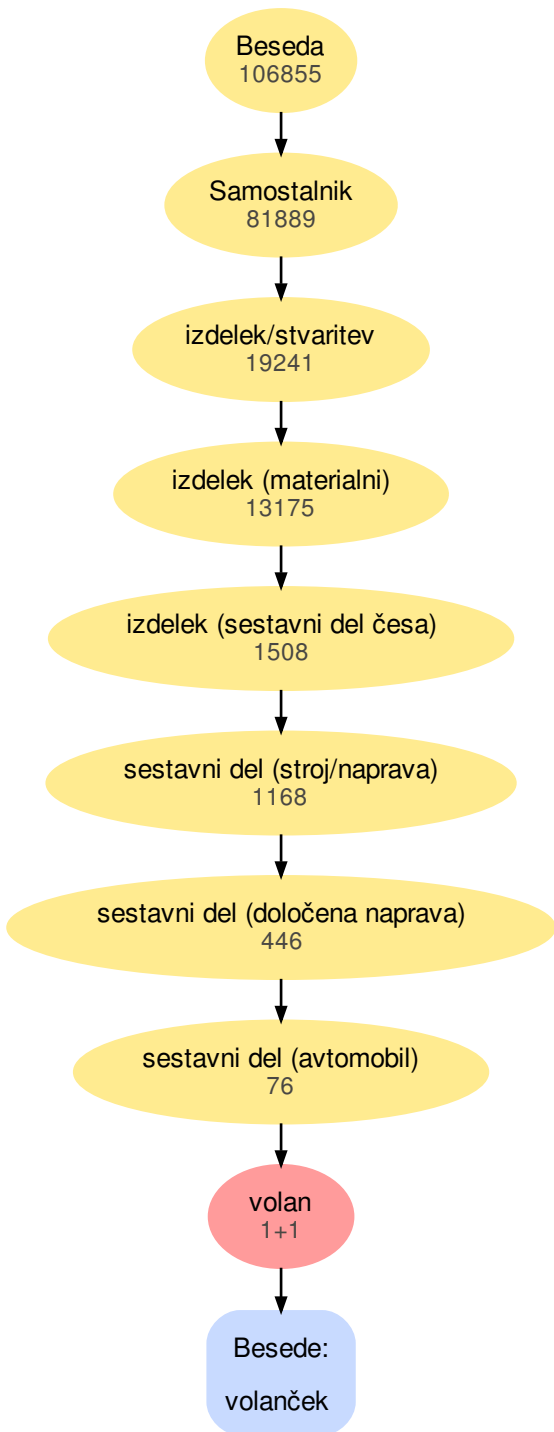 Beseda
106855
Samostalnik
81889
izdelek/stvaritev
19241
izdelek (materialni)
13175
izdelek (sestavni del česa)
1508
sestavni del (stroj/naprava)
1168
sestavni del (določena naprava)
446
sestavni del (avtomobil)
76
volan
1+1
Besede:
volanček